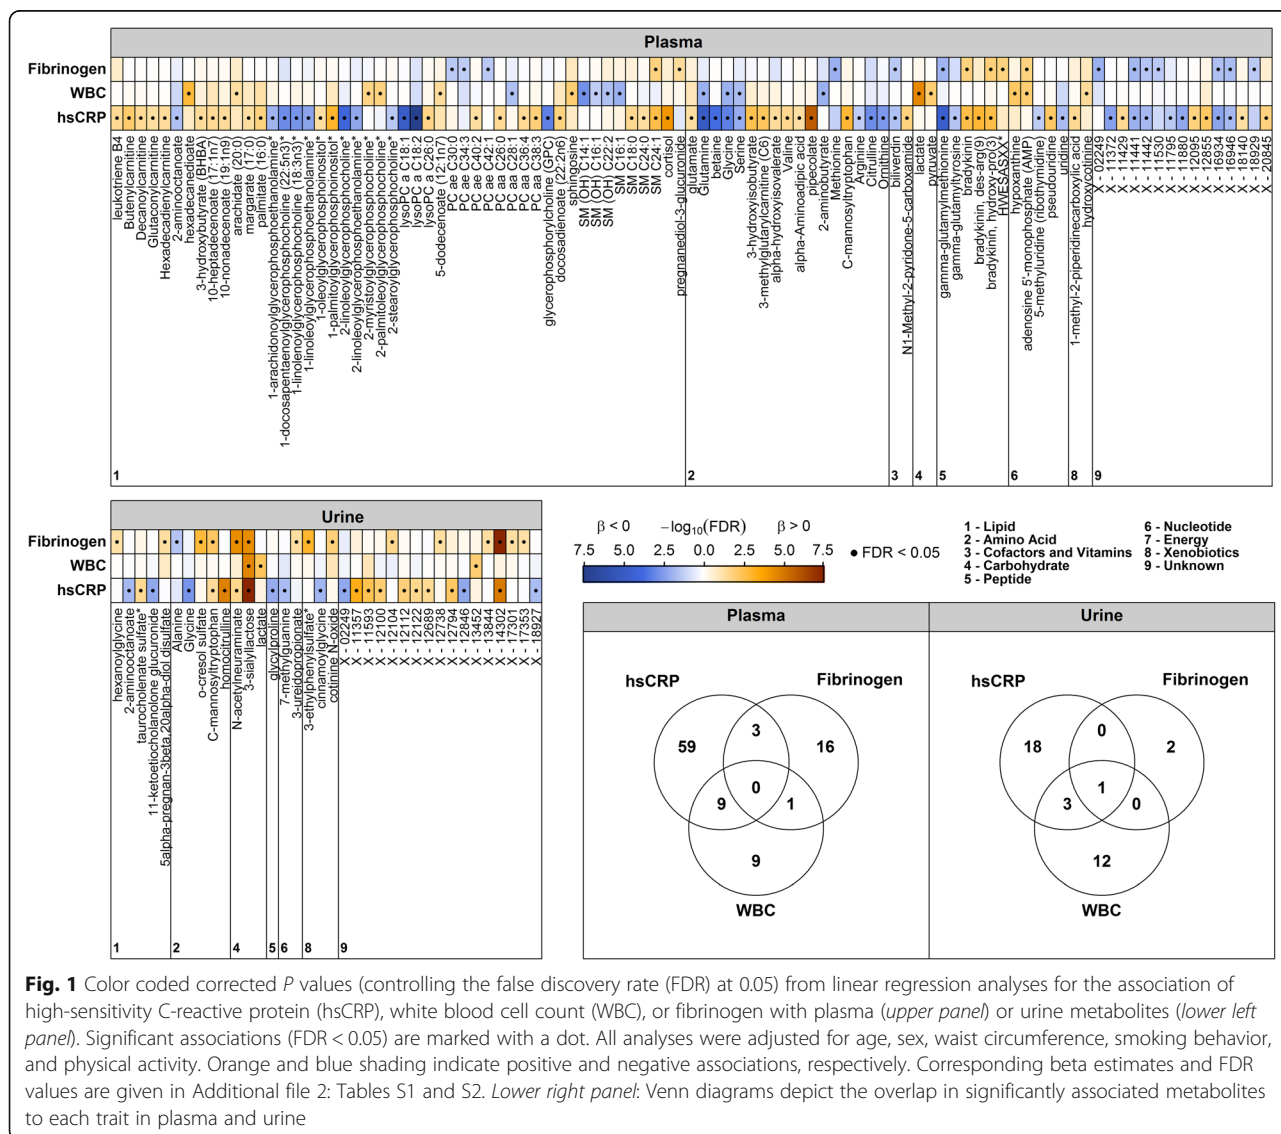 Plasma
Fibrinogen
WBC
hsCRP
leukotriene B4
Butenylcarnitine
Decanoylcarnitine
Glutarylcarnitine
Hexadecenylcarnitine
2-aminooctanoate
hexadecanedioate
3-hydroxybutyrate (BHBA)
10-heptadecenoate (17:1n7)
10-nonadecenoate (19:1n9)
arachidate (20:0)
margarate (17:0)
palmitate (16:0)
1-arachidonoylglycerophosphoethanolamine*
1-docosapentaenoylglycerophosphocholine (22:5n3)*
1-linolenoylglycerophosphocholine (18:3n3)*
1-linoleoylglycerophosphoethanolamine*
1-oleoylglycerophosphoinositol*
1-palmitoylglycerophosphoinositol*
2-linoleoylglycerophosphocholine*
2-linoleoylglycerophosphoethanolamine*
2-myristoylglycerophosphocholine*
2-palmitoleoylglycerophosphocholine*
2-stearoylglycerophosphocholine*
lysoPC a C18:1
lysoPC a C18:2
lysoPC a C26:0
5-dodecenoate (12:1n7)
PC ae C30:0
PC ae C34:3
PC ae C40:2
PC ae C42:1
PC aa C26:0
PC aa C28:1
PC aa C36:4
PC aa C38:3
glycerophosphorylcholine (GPC)
docosadienoate (22:2n6)
sphingosine
SM (OH) C14:1
SM (OH) C16:1
SM (OH) C22:2
SM C16:1
SM C18:0
SM C24:0
SM C24:1
cortisol
pregnanediol-3-glucuronide
glutamate
Glutamine
betaine
Glycine
Serine
3-hydroxyisobutyrate
3-methylglutarylcarnitine (C6)
alpha-hydroxyisovalerate
Valine
alpha-Aminoadipic acid
pipecolate
2-aminobutyrate
Methionine
C-mannosyltryptophan
Arginine
Citrulline
Ornithine
biliverdin
N1-Methyl-2-pyridone-5-carboxamide
lactate
pyruvate
gamma-glutamylmethionine
gamma-glutamyltyrosine
bradykinin
bradykinin, des-arg(9)
bradykinin, hydroxypro(3)
HWESASXX*
hypoxanthine
adenosine 5'-monophosphate (AMP)
5-methyluridine (ribothymidine)
pseudouridine
uridine
1-methyl-2-piperidinecarboxylic acid
hydroxycotinine
X - 02249
X - 11372
X - 11429
X - 11441
X - 11442
X - 11530
X - 11795
X - 11880
X - 12095
X - 12855
X - 16934
X - 16946
X - 18140
X - 18929
X - 20845
1 2 3 4 5 6 8 9
Urine
Fibrinogen
WBC
hsCRP
hexanoylglycine
2-aminooctanoate
taurocholenate sulfate*
11-ketoetiocholanolone glucuronide
5alpha-pregnan-3beta,20alpha-diol disulfate
Alanine
Glycine
o-cresol sulfate
C-mannosyltryptophan
homocitrulline
N-acetylneuraminate
3-sialyllactose
lactate
glycylproline
7-methylguanine
3-ureidopropionate
3-ethylphenylsulfate*
cinnamoylglycine
cotinine N-oxide
X - 02249
X - 11357
X - 11593
X - 12100
X - 12104
X - 12112
X - 12122
X - 12689
X - 12738
X - 12794
X - 12846
X - 13452
X - 13844
X - 14302
X - 17301
X - 17353
X - 18927
1 2 4 5 6 8 9
β < 0 −log10(FDR) β > 0
7.5 5.0 2.5 0.0 2.5 5.0 7.5
● FDR < 0.05
1 - Lipid
2 - Amino Acid
3 - Cofactors and Vitamins
4 - Carbohydrate
5 - Peptide
6 - Nucleotide
7 - Energy
8 - Xenobiotics
9 - Unknown
Plasma
hsCRP
Fibrinogen
59
3
16
0
9
1
9
WBC
Urine
hsCRP
Fibrinogen
18
0
2
1
3
0
12
WBC
Fig. 1 Color coded corrected P values (controlling the false discovery rate (FDR) at 0.05) from linear regression analyses for the association of
high-sensitivity C-reactive protein (hsCRP), white blood cell count (WBC), or fibrinogen with plasma (upper panel) or urine metabolites (lower left
panel). Significant associations (FDR < 0.05) are marked with a dot. All analyses were adjusted for age, sex, waist circumference, smoking behavior,
and physical activity. Orange and blue shading indicate positive and negative associations, respectively. Corresponding beta estimates and FDR
values are given in Additional file 2: Tables S1 and S2. Lower right panel: Venn diagrams depict the overlap in significantly associated metabolites
to each trait in plasma and urine